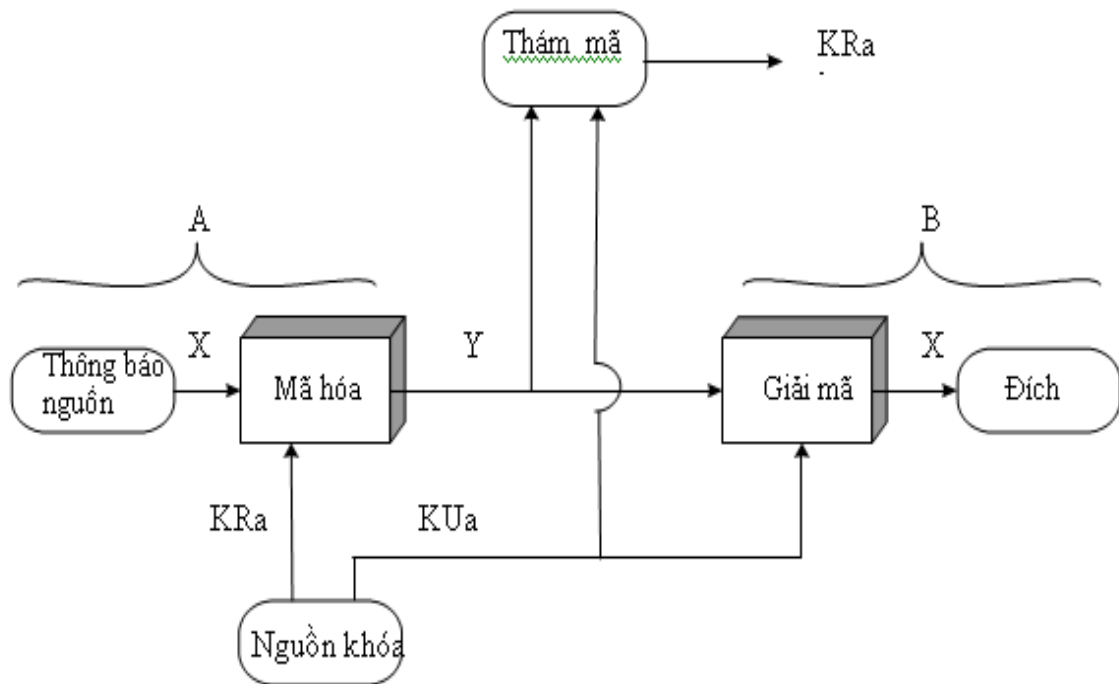 Thám mã
KRa
A
B
X
Y
X
Thông báo
nguồn
Mã hóa
Giải mã
Đích
KRa
KUa
Nguồn khóa